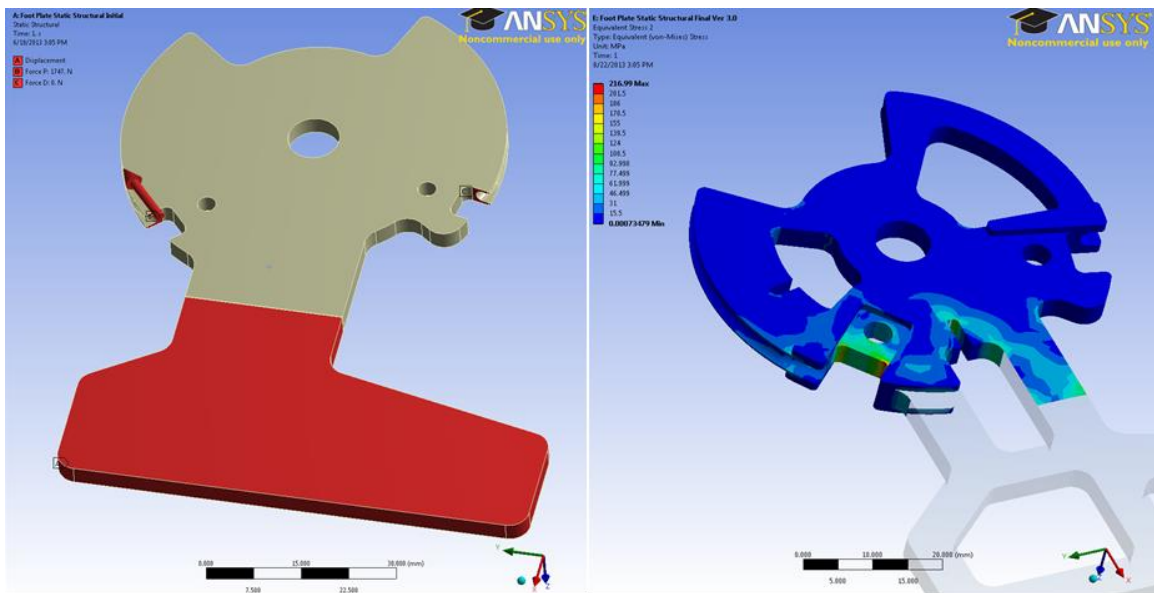 A: Foot Plate Static Structural Initial
Static Structural
Time: 1. s
6/18/2013 3:05 PM
A Displacement
B Force P: 1747. N
C Force D: 0. N
ANSYS
Noncommercial use only
A
C
0.000
15.000
30.000 (mm)
7.500
22.500
Y
X
Z
E: Foot Plate Static Structural Final Ver 3.0
Equivalent Stress 2
Type: Equivalent (von-Mises) Stress
Unit: MPa
Time: 1
8/22/2013 3:05 PM
ANSYS
Noncommercial use only
216.99 Max
201.5
186
170.5
155
139.5
124
108.5
92.998
77.499
61.999
46.499
31
15.5
0.00073479 Min
0.000
10.000
20.000 (mm)
5.000
15.000
Y
Z
X